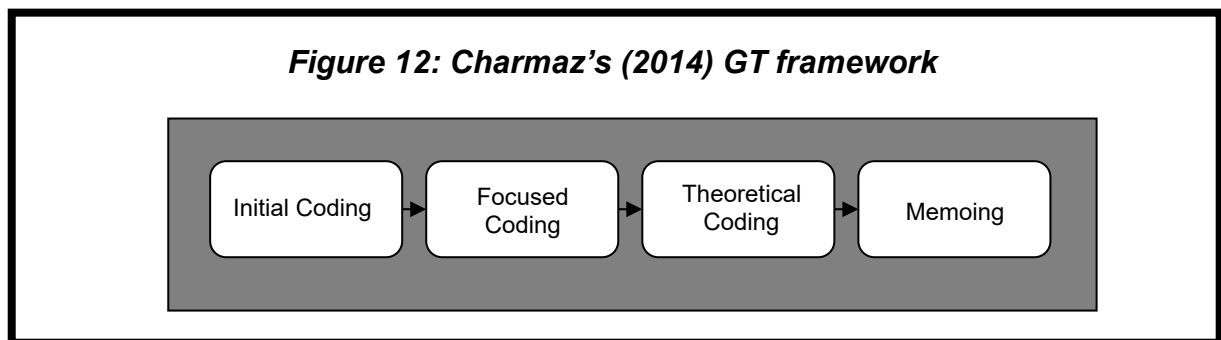 Figure 12: Charmaz’s (2014) GT framework
Initial Coding
Focused
Coding
Theoretical
Coding
Memoing